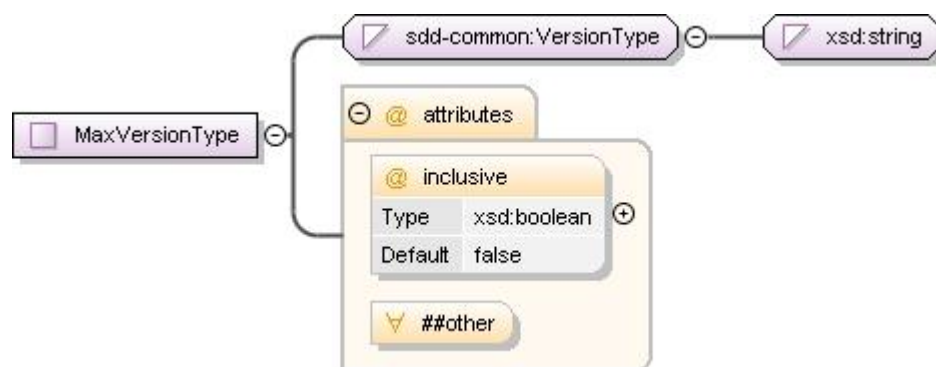 sdd-common:VersionType
xsd:string
MaxVersionType
@ attributes
@ inclusive
Type xsd:boolean
Default false
∀ ##other